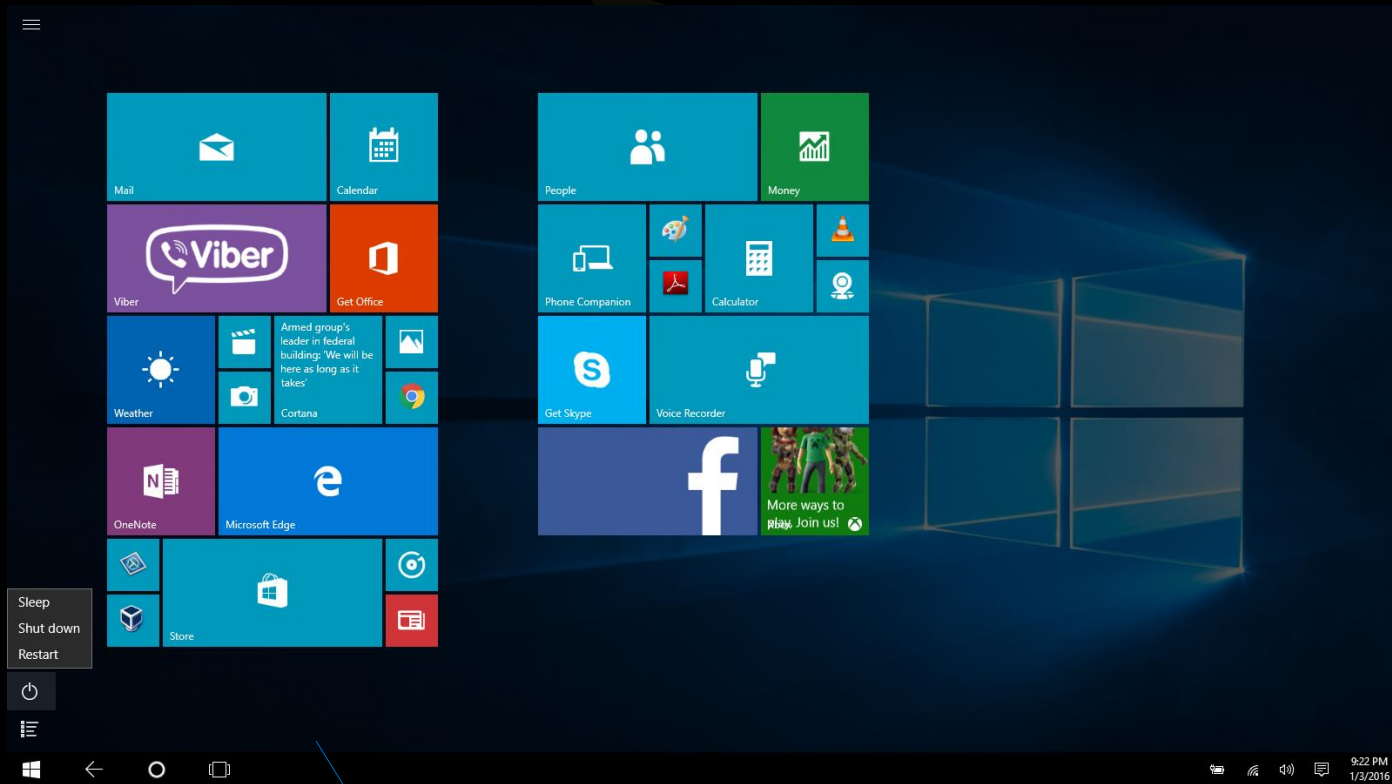 Mail
Calendar
Viber
Viber
Get Office
Weather
Armed group's
leader in federal
building: 'We will be
here as long as it
takes'
Cortana
N
OneNote
Microsoft Edge
Store
People
Money
Phone Companion
Calculator
Get Skype
Voice Recorder
More ways to
play. Join us!
Xbox
Sleep
Shut down
Restart
9:22 PM
1/3/2016